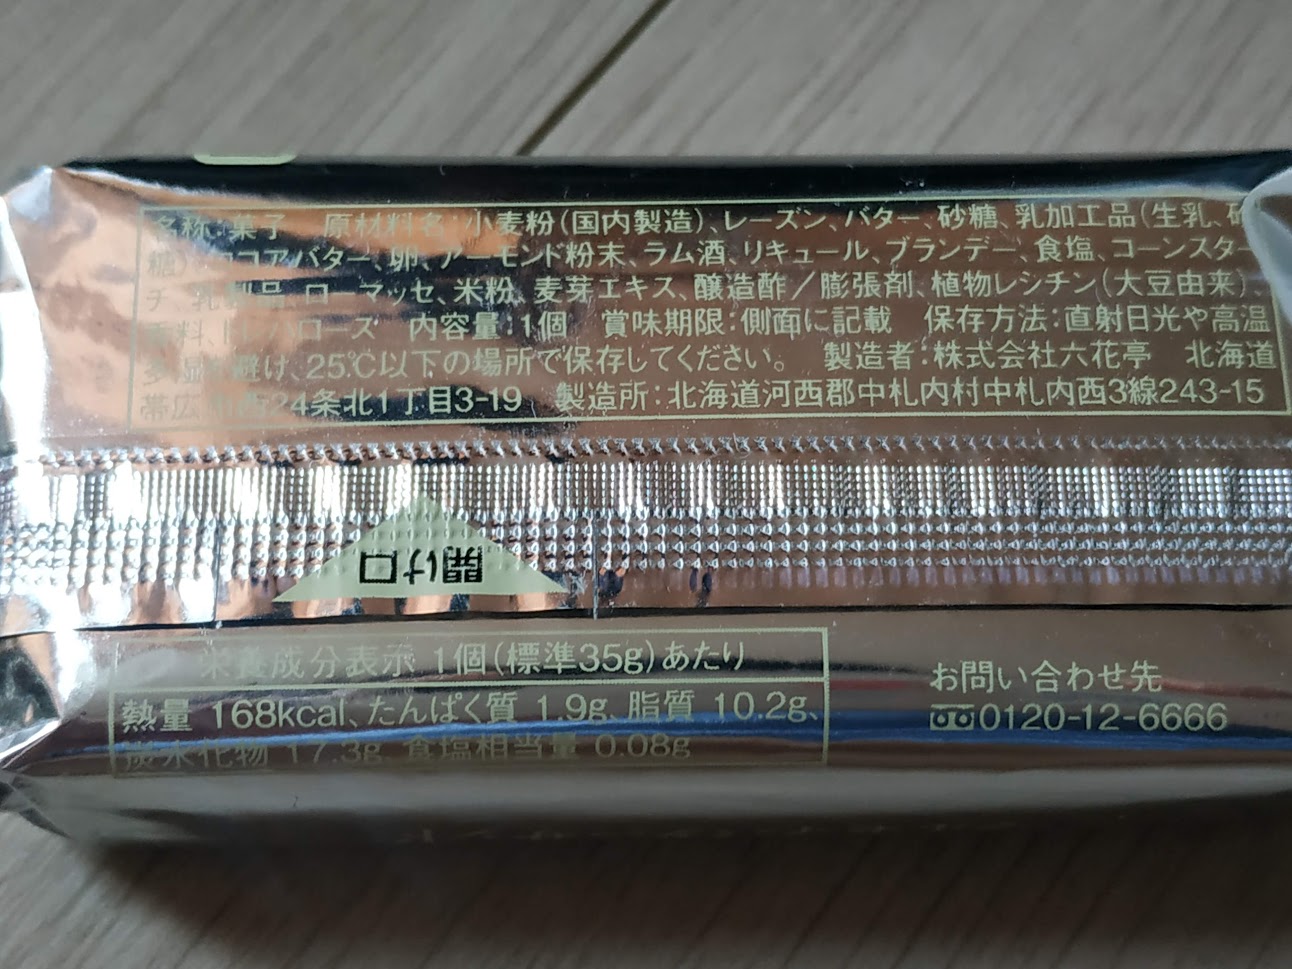 名称:菓子　原材料名:小麦粉(国内製造)、レーズン、バター、砂糖、乳加工品(生乳、砂
糖)、ココアバター、卵、アーモンド粉末、ラム酒、リキュール、ブランデー、食塩、コーンスター
チ、乳製品、ローマッセ、米粉、麦芽エキス、醸造酢／膨張剤、植物レシチン(大豆由来)、
香料、トレハロース　内容量:1個　賞味期限:側面に記載　保存方法:直射日光や高温
多湿を避け、25℃以下の場所で保存してください。　製造者:株式会社六花亭　北海道
帯広市西24条北1丁目3-19　製造所:北海道河西郡中札内村中札内西3線243-15
開け口
栄養成分表示 1個(標準35g)あたり
熱量 168kcal、たんぱく質 1.9g、脂質 10.2g、
炭水化物 17.3g、食塩相当量 0.08g
お問い合わせ先
0120-12-6666